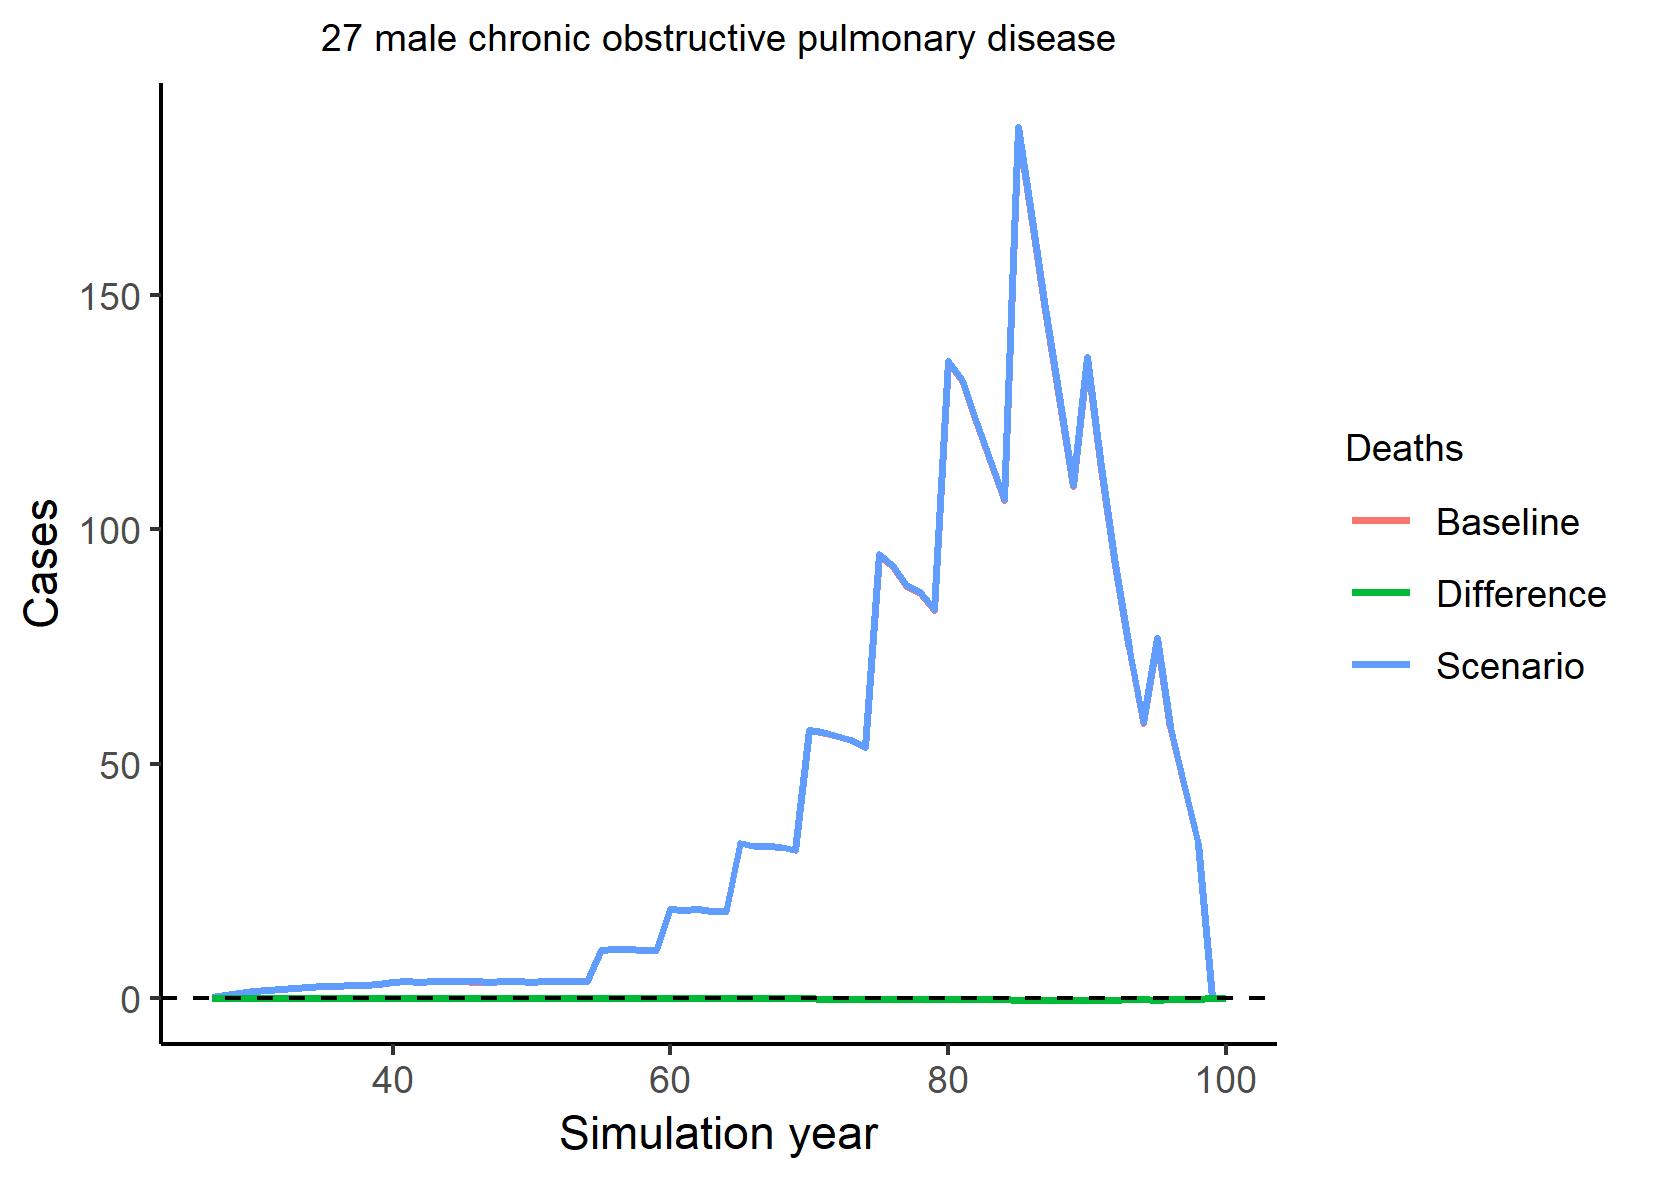 27 male chronic obstructive pulmonary disease
Cases
150
100
50
0
40 60 80 100
Simulation year
Deaths
Baseline
Difference
Scenario